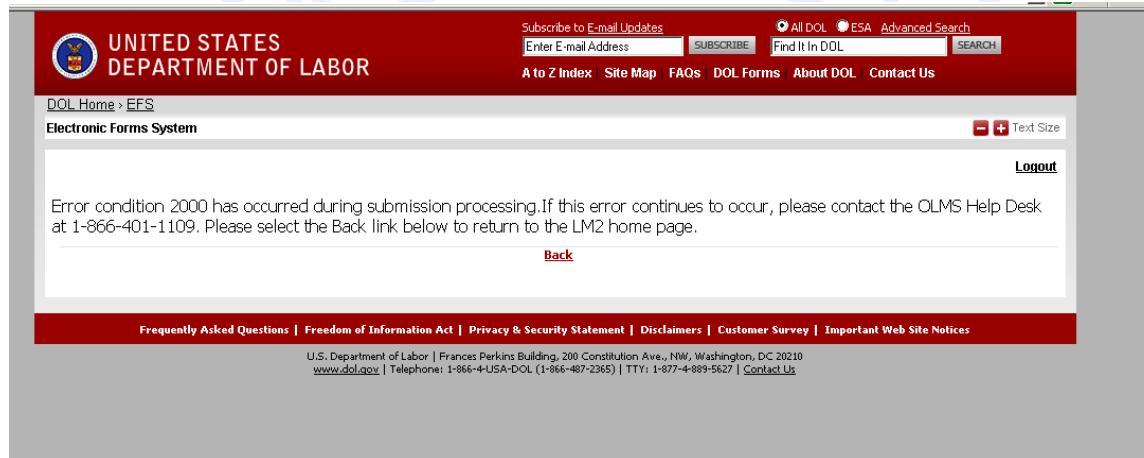 Subscribe to E-mail Updates
All DOL ESA Advanced Search
UNITED STATES
DEPARTMENT OF LABOR
Enter E-mail Address SUBSCRIBE Find It In DOL SEARCH
A to Z Index | Site Map | FAQs | DOL Forms | About DOL | Contact Us
DOL Home > EFS
Electronic Forms System
Text Size
Logout
Error condition 2000 has occurred during submission processing.If this error continues to occur, please contact the OLMS Help Desk
at 1-866-401-1109. Please select the Back link below to return to the LM2 home page.
Back
Frequently Asked Questions | Freedom of Information Act | Privacy & Security Statement | Disclaimers | Customer Survey | Important Web Site Notices
U.S. Department of Labor | Frances Perkins Building, 200 Constitution Ave., NW, Washington, DC 20210
www.dol.gov | Telephone: 1-866-4-USA-DOL (1-866-487-2365) | TTY: 1-877-4-889-5627 | Contact Us